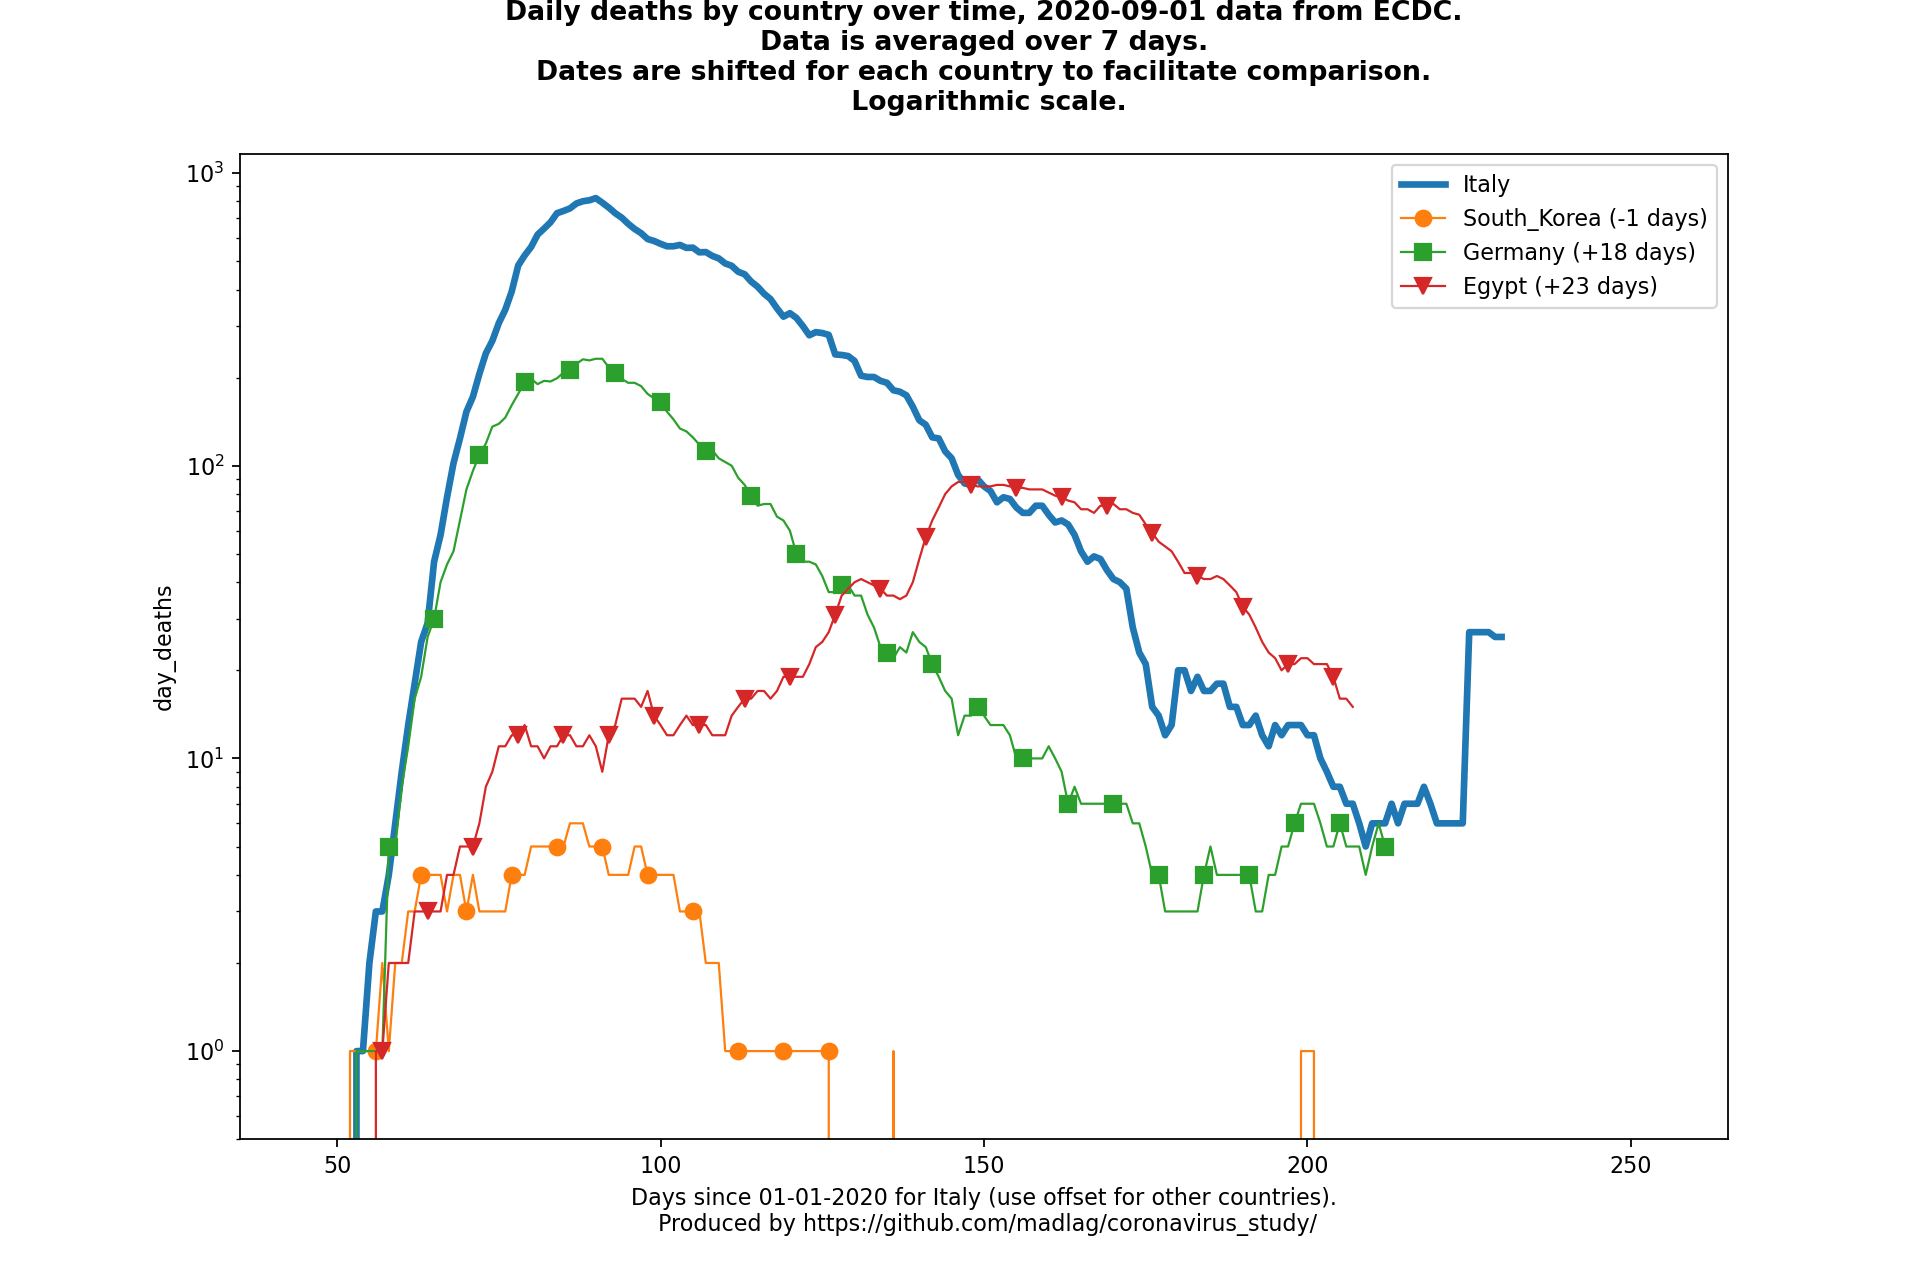 Daily deaths by country over time, 2020-09-01 data from ECDC.
Data is averaged over 7 days.
Dates are shifted for each country to facilitate comparison.
Logarithmic scale.
10³
10²
10¹
10⁰
day_deaths
Italy
South_Korea (-1 days)
Germany (+18 days)
Egypt (+23 days)
50 100 150 200 250
Days since 01-01-2020 for Italy (use offset for other countries).
Produced by https://github.com/madlag/coronavirus_study/